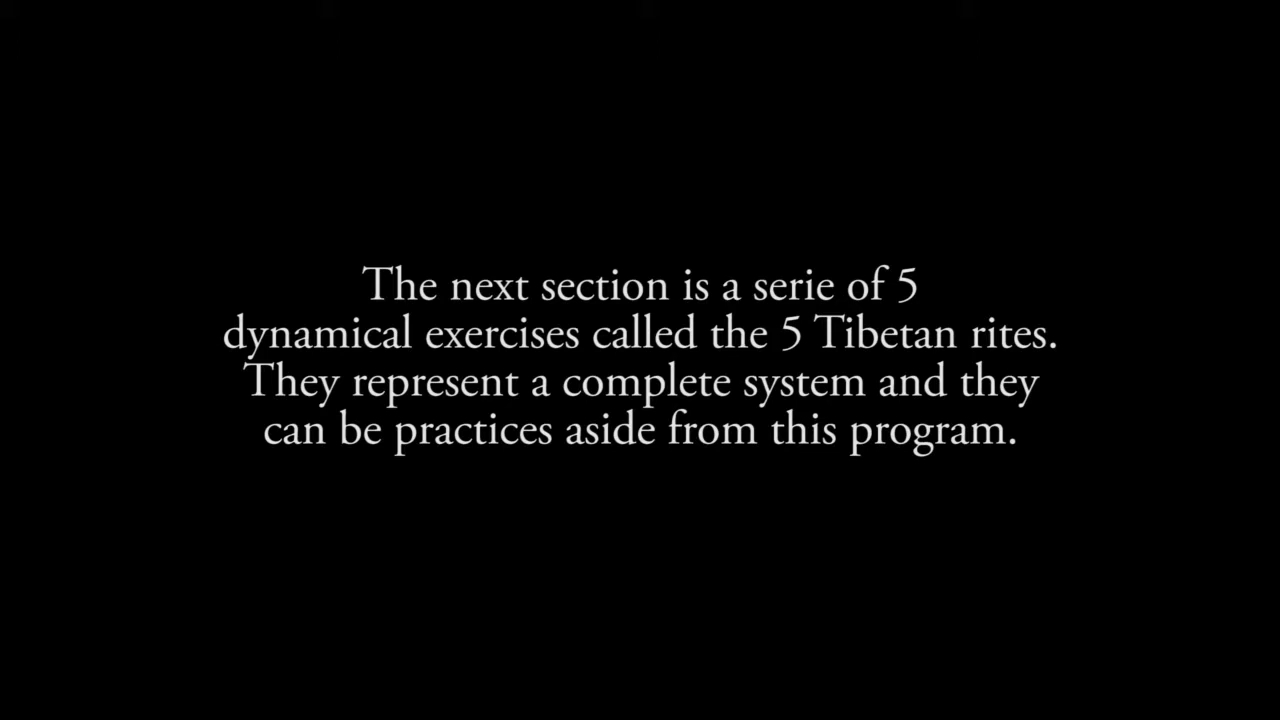 The next section is a serie of 5
dynamical exercises called the 5 Tibetan rites.
They represent a complete system and they
can be practices aside from this program.